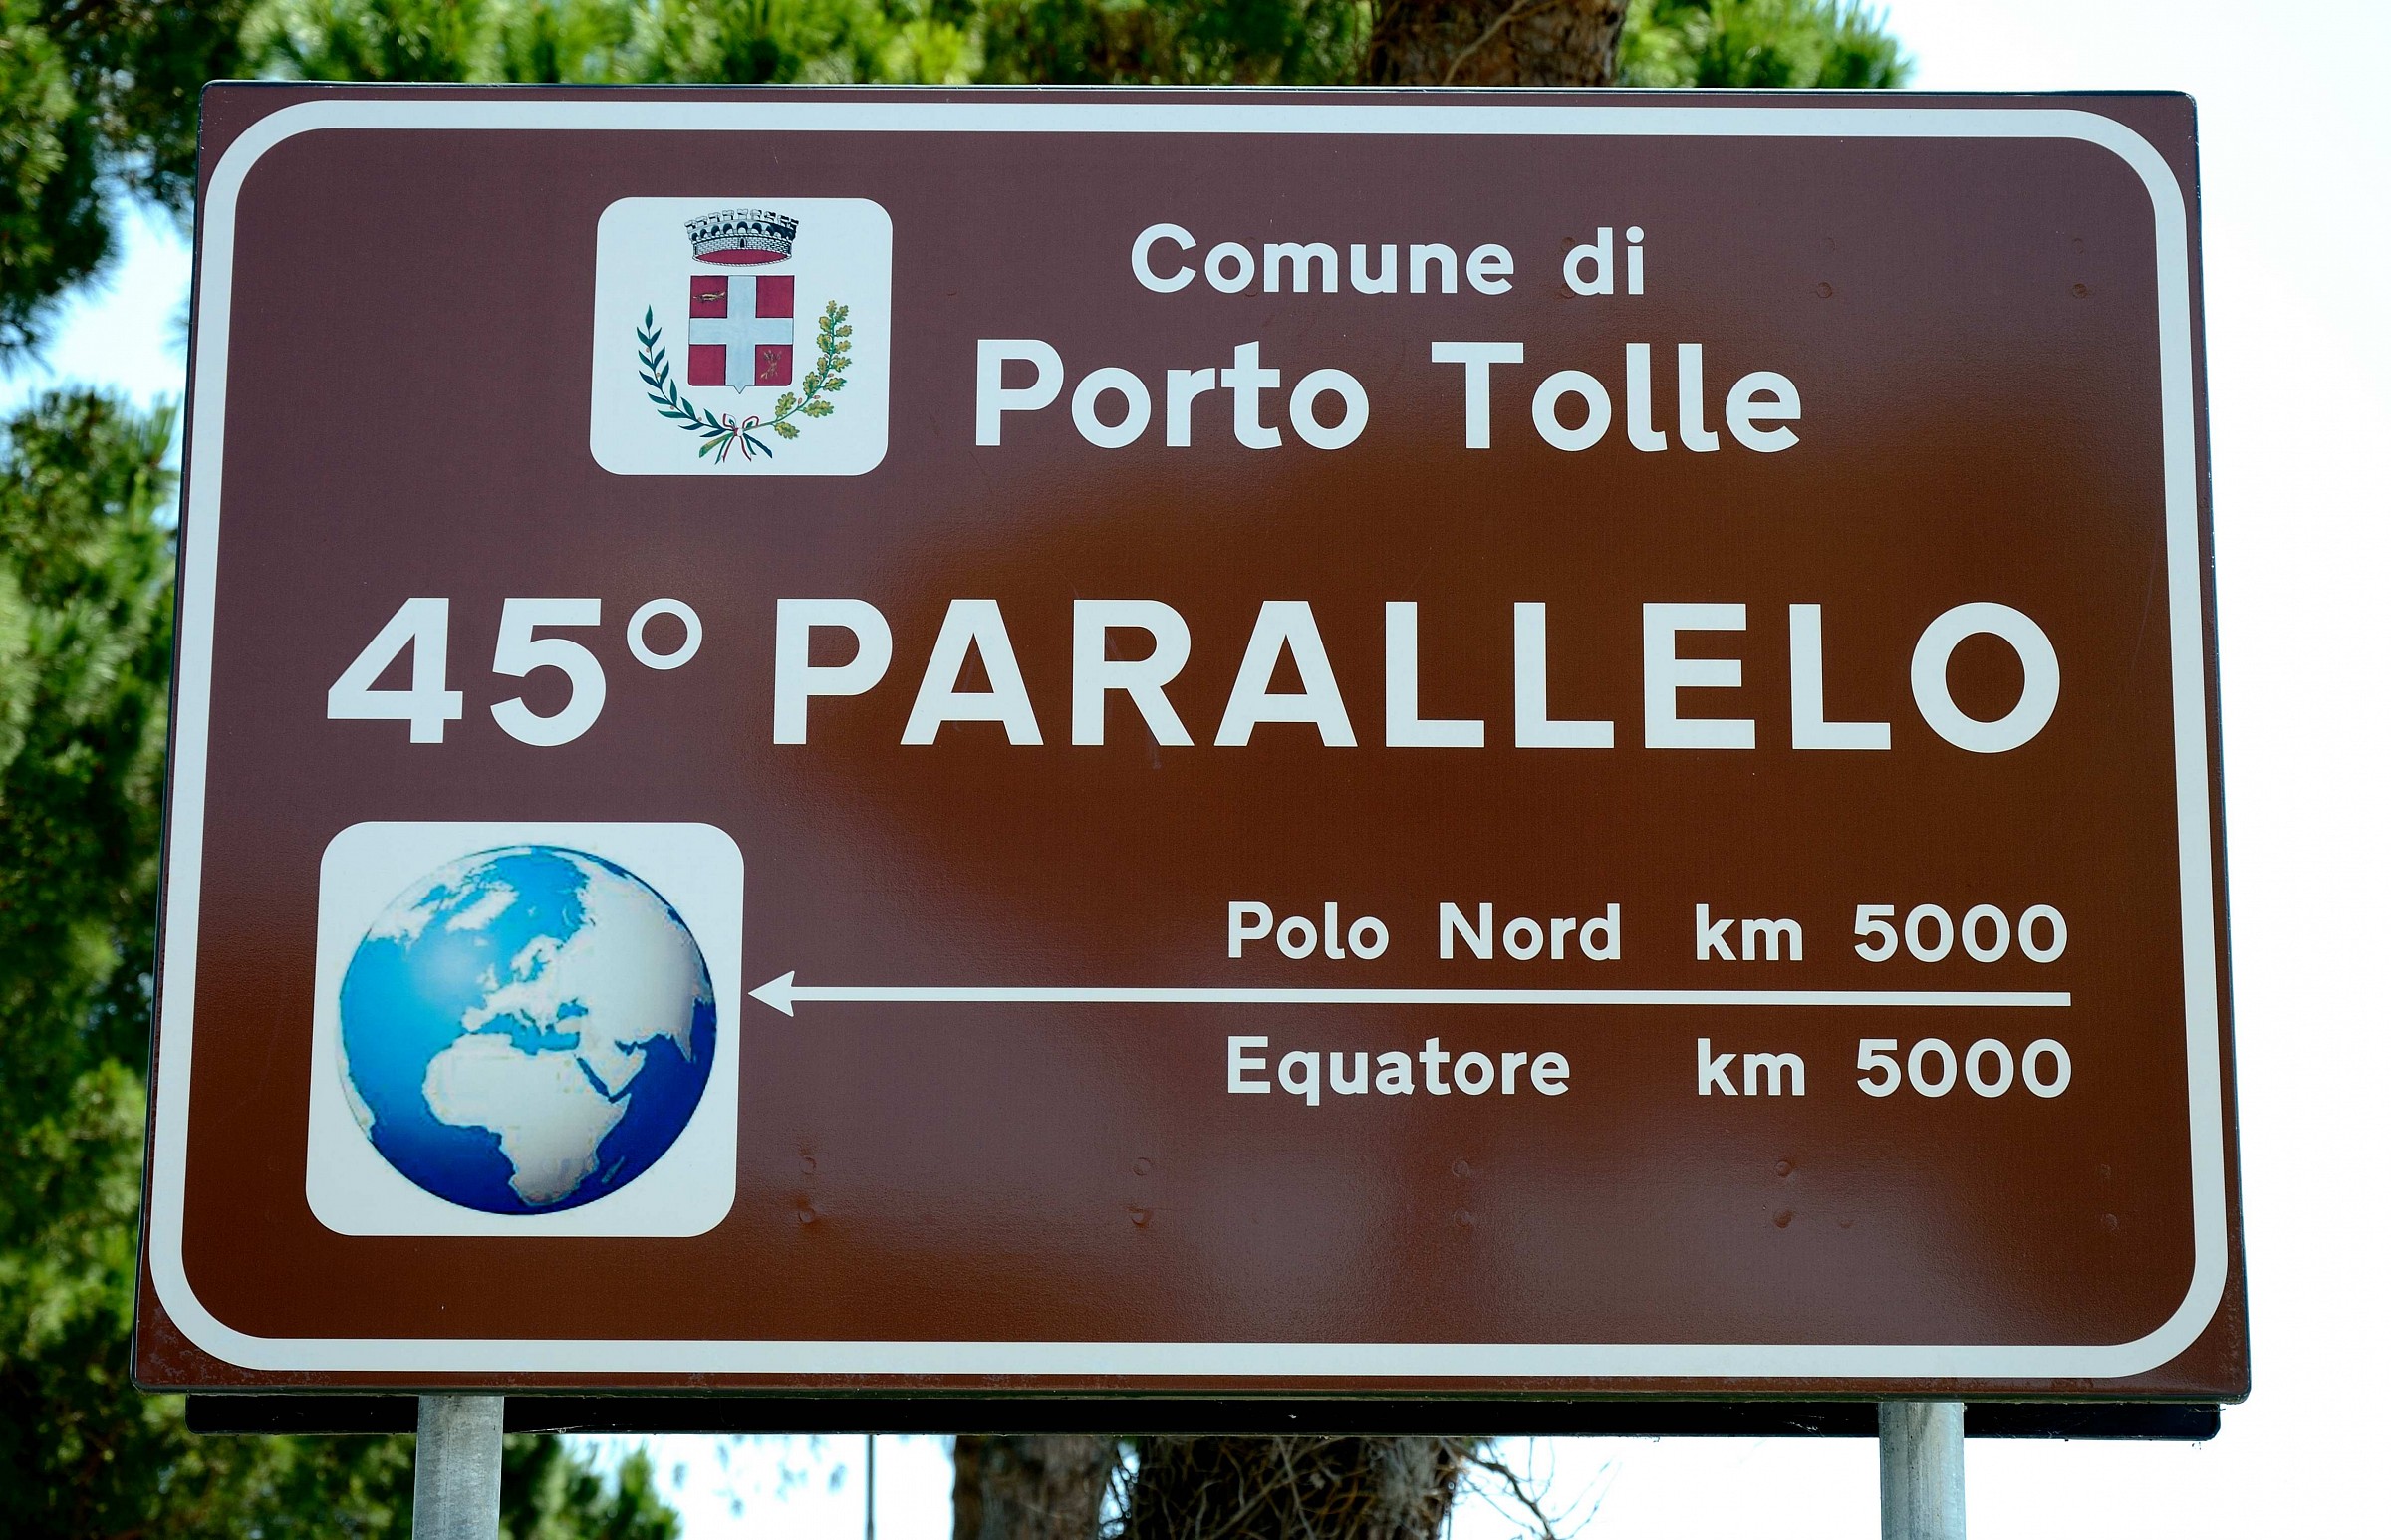 Comune di
Porto Tolle
45° PARALLELO
Polo Nord km 5000
Equatore km 5000